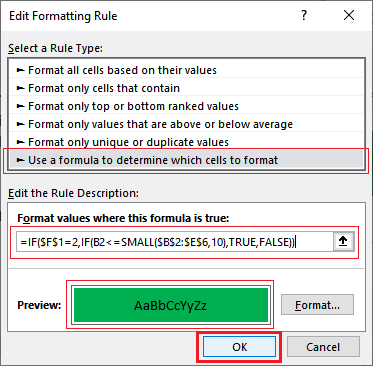 Edit Formatting Rule
? ×
Select a Rule Type:
► Format all cells based on their values
► Format only cells that contain
► Format only top or bottom ranked values
► Format only values that are above or below average
► Format only unique or duplicate values
► Use a formula to determine which cells to format
Edit the Rule Description:
Format values where this formula is true:
=IF($F$1=2,IF(B2<=SMALL($B$2:$E$6,10),TRUE,FALSE))
Preview:
AaBbCcYyZz
Format...
OK
Cancel